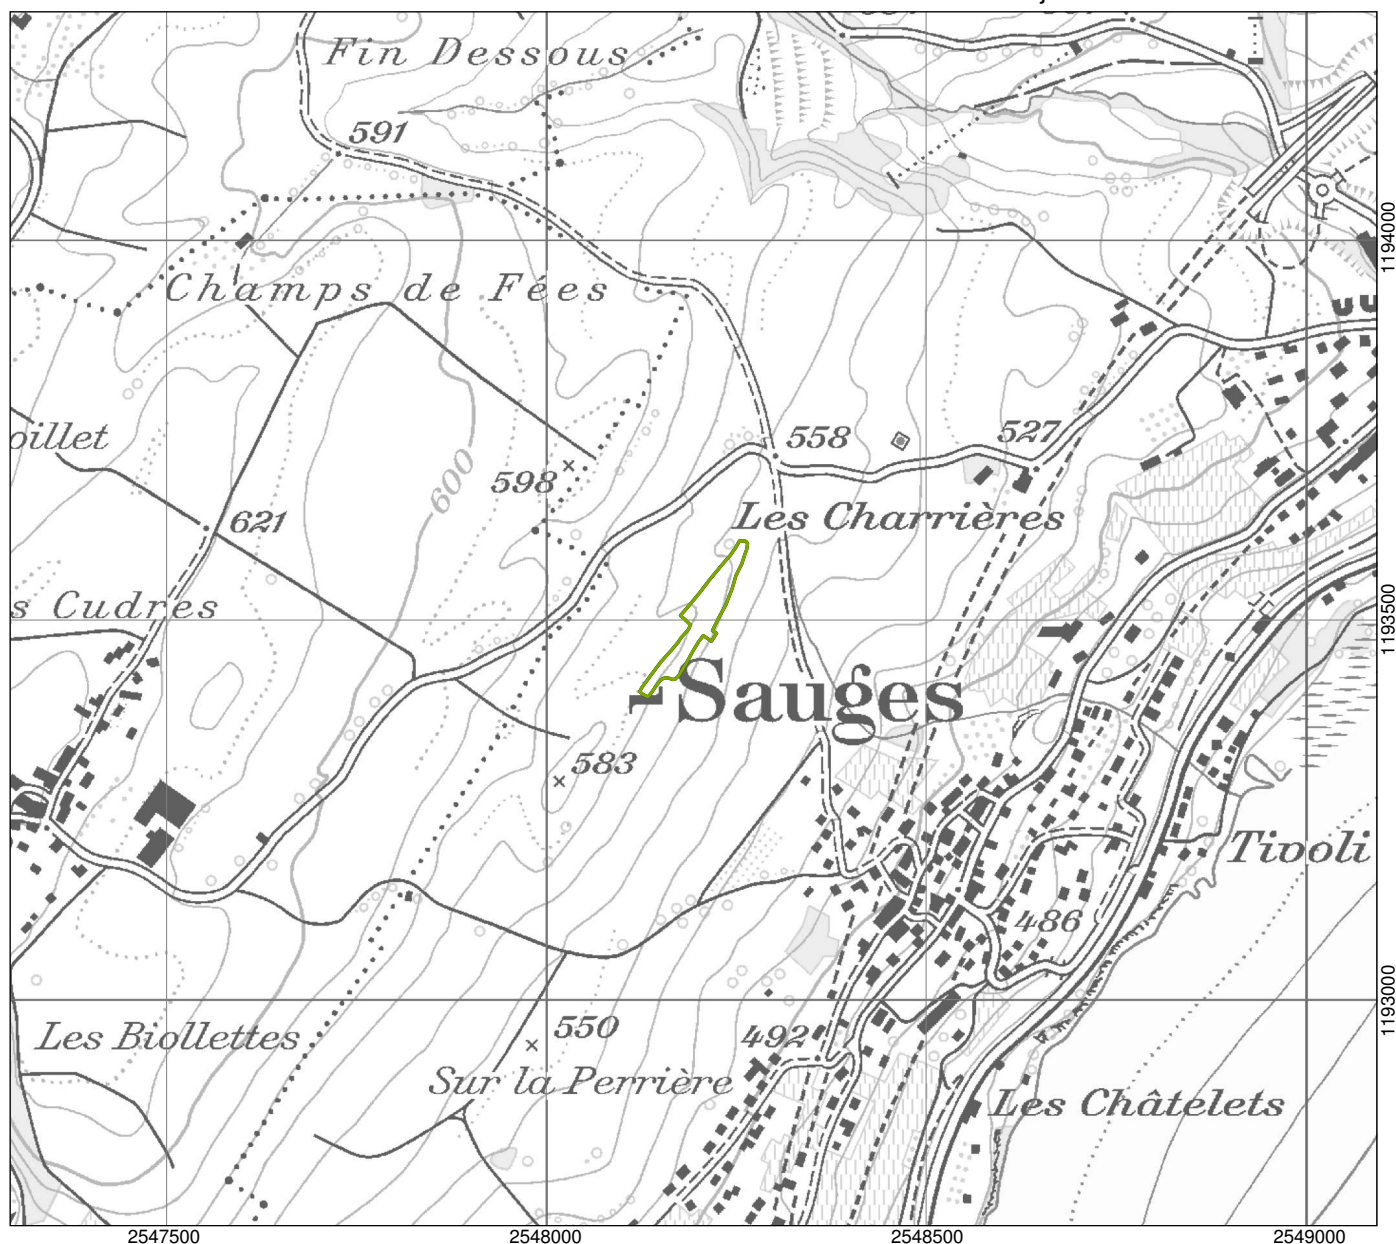 Fin Dessous
591
1194000
Champs de Fées
oillet
558
527
598
600
621
Les Charrières
s Cudres
1193500
-Sauges
583
Tivoli
486
1193000
550
492
Les Biollettes
Sur la Perrière
Les Châtelets
2547500
2548000
2548500
2549000